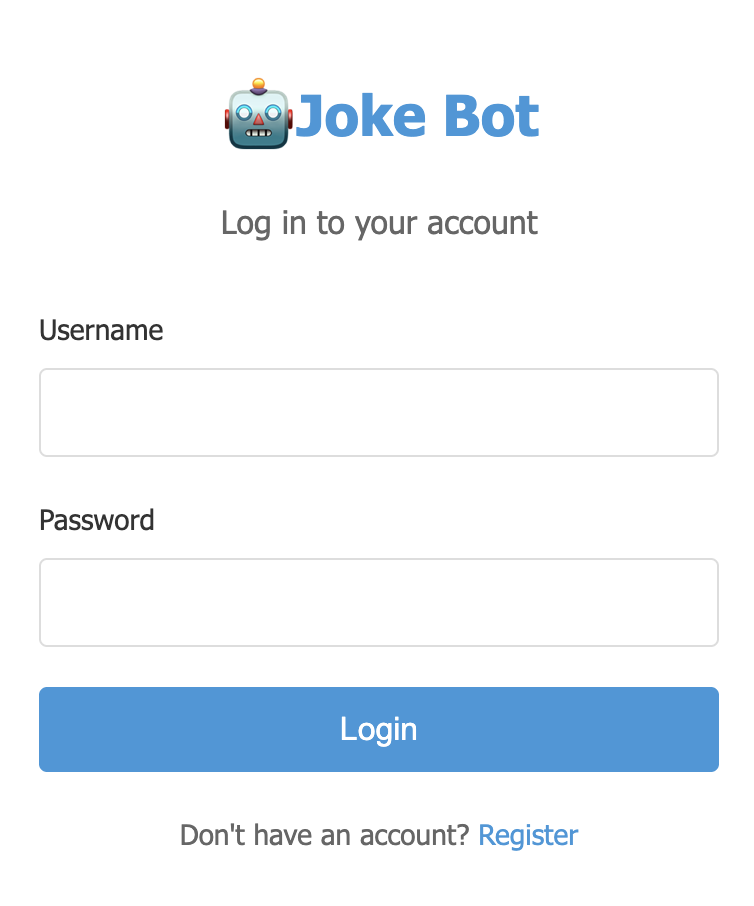 Joke Bot
Log in to your account
Username
Password
Login
Don't have an account? Register